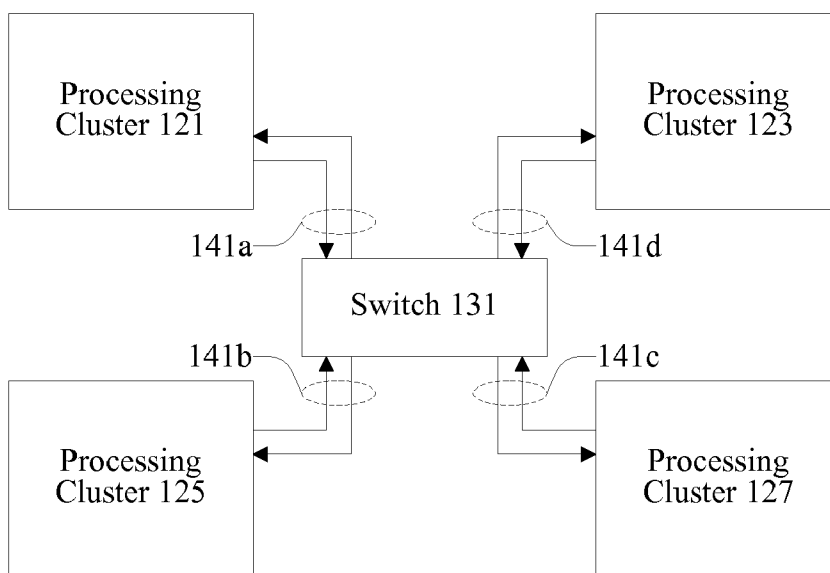 Processing
Cluster 121
Processing
Cluster 123
141a
141d
Switch 131
141b
141c
Processing
Cluster 125
Processing
Cluster 127